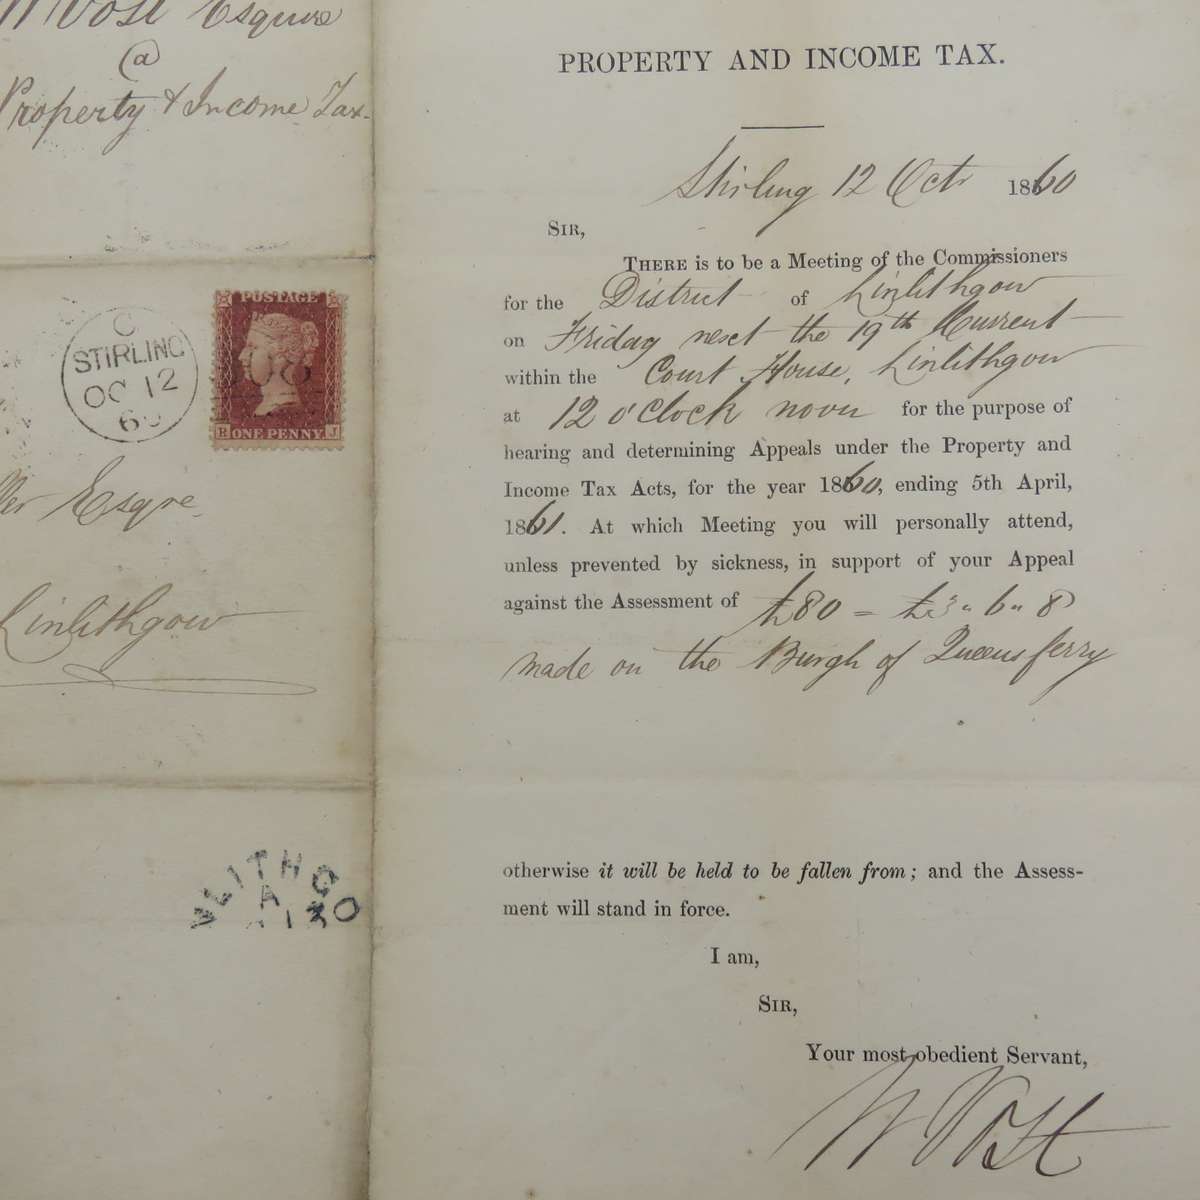 Vost Esquire
@
Property & Income Tax.
C
STIRLING
OC 12
60
POSTAGE
ONE PENNY
R J
Esqre
Linlithgow
LITHGO
A
PROPERTY AND INCOME TAX.
Stirling 12 Octr 1860
SIR,
THERE is to be a Meeting of the Commissioners
for the District of Linlithgow
on Friday next the 19th Current
within the Court House, Linlithgow
at 12 o'Clock noon for the purpose of
hearing and determining Appeals under the Property and
Income Tax Acts, for the year 1860, ending 5th April,
1861. At which Meeting you will personally attend,
unless prevented by sickness, in support of your Appeal
against the Assessment of £80 = £3 " 6 " 8
made on the Burgh of Queensferry
otherwise it will be held to be fallen from; and the Assess-
ment will stand in force.
I am,
SIR,
Your most obedient Servant,
W Vost